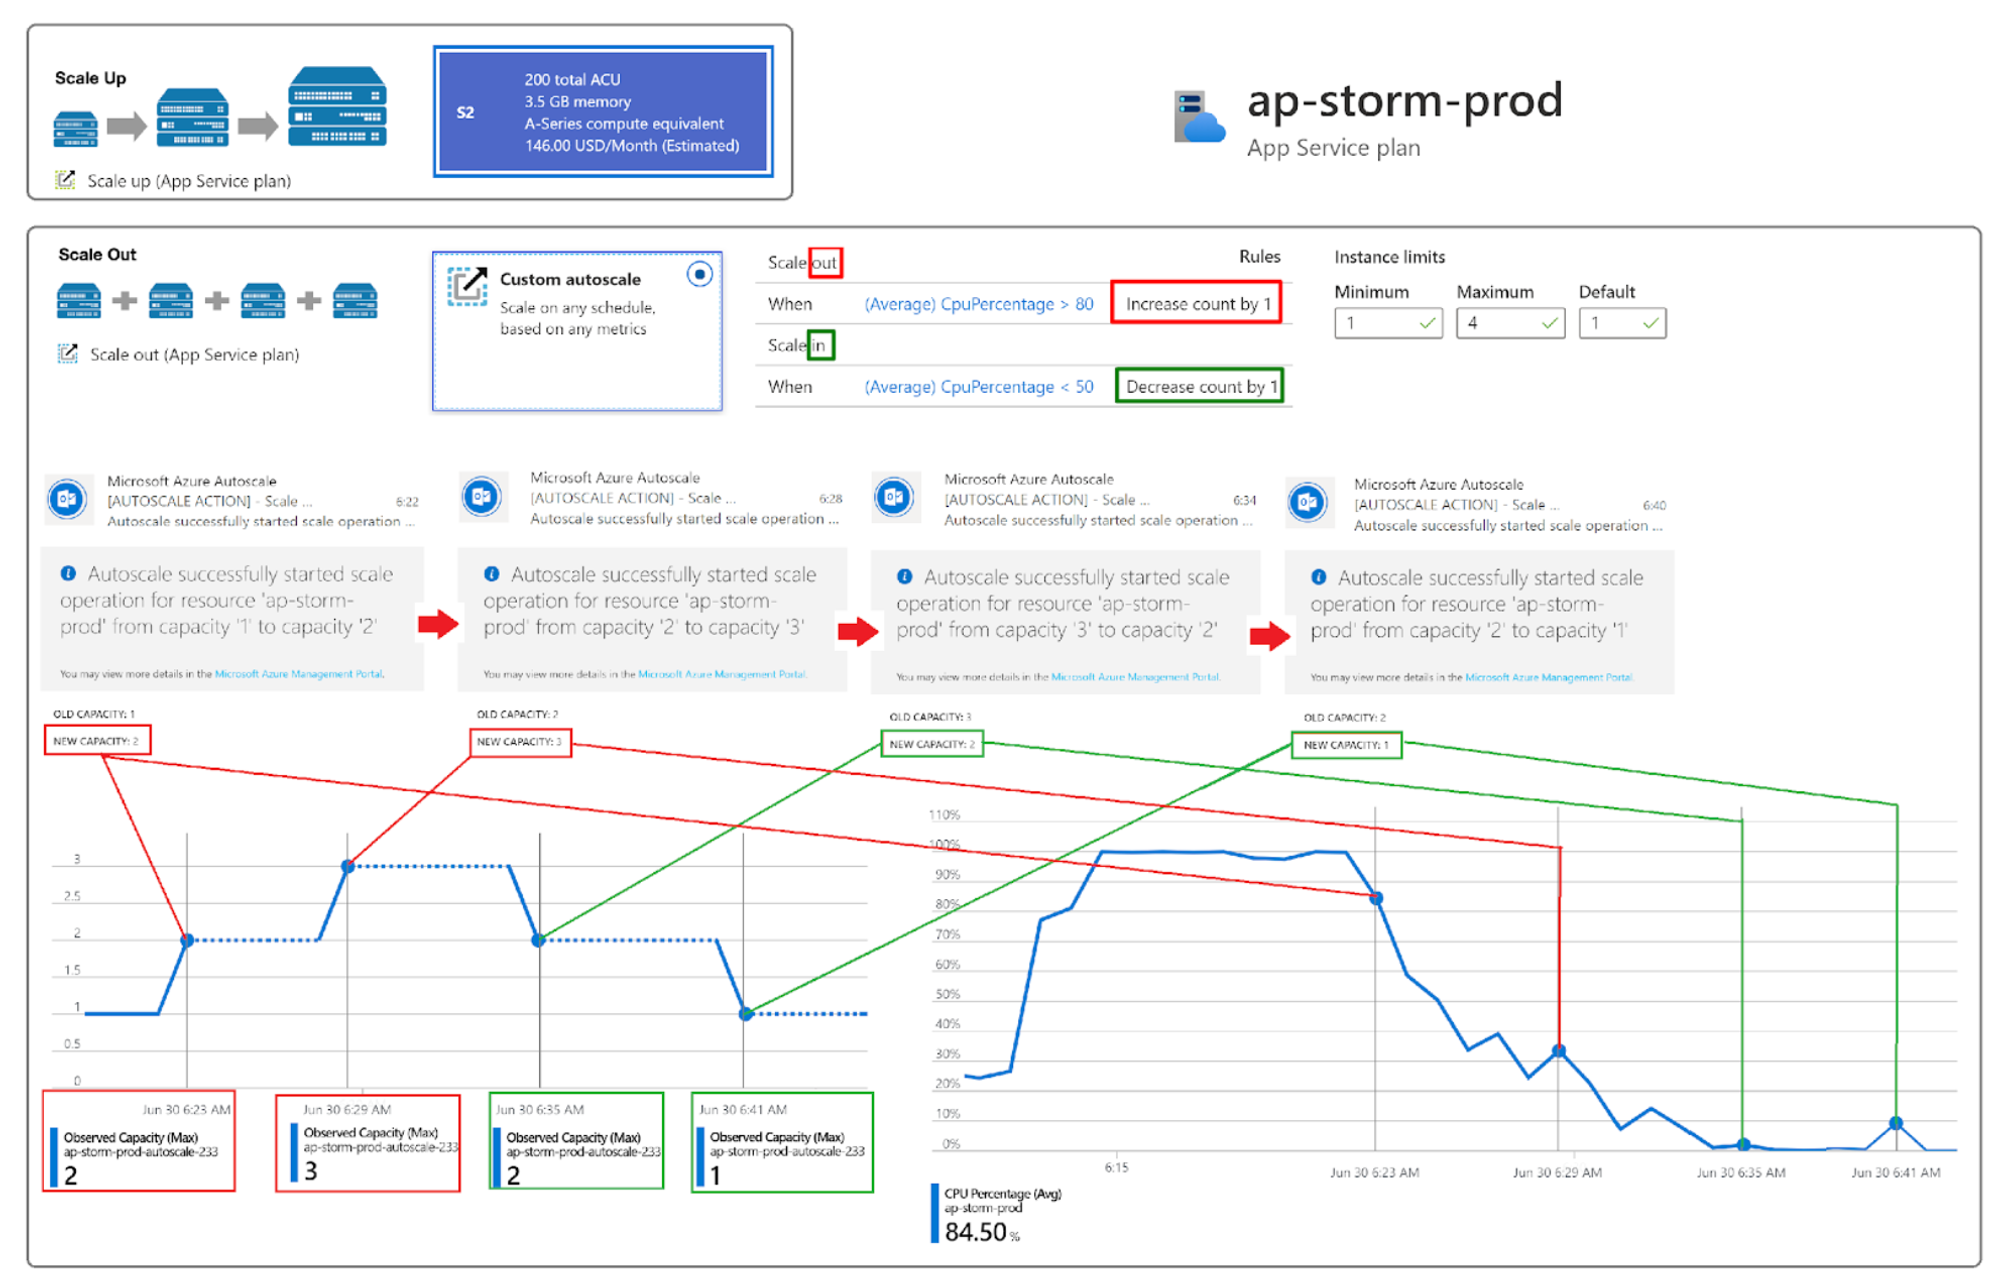 Scale Up
Scale up (App Service plan)
S2
200 total ACU
3.5 GB memory
A-Series compute equivalent
146.00 USD/Month (Estimated)
ap-storm-prod
App Service plan
Scale Out
Scale out (App Service plan)
Custom autoscale
Scale on any schedule,
based on any metrics
Scale out
Rules
When (Average) CpuPercentage > 80 Increase count by 1
Scale in
When (Average) CpuPercentage < 50 Decrease count by 1
Instance limits
Minimum Maximum Default
1 4 1
Microsoft Azure Autoscale
[AUTOSCALE ACTION] - Scale ... 6:22
Autoscale successfully started scale operation ...
Autoscale successfully started scale
operation for resource 'ap-storm-
prod' from capacity '1' to capacity '2'
You may view more details in the Microsoft Azure Management Portal.
OLD CAPACITY: 1
NEW CAPACITY: 2
Microsoft Azure Autoscale
[AUTOSCALE ACTION] - Scale ... 6:28
Autoscale successfully started scale operation ...
Autoscale successfully started scale
operation for resource 'ap-storm-
prod' from capacity '2' to capacity '3'
You may view more details in the Microsoft Azure Management Portal.
OLD CAPACITY: 2
NEW CAPACITY: 3
Microsoft Azure Autoscale
[AUTOSCALE ACTION] - Scale ... 6:34
Autoscale successfully started scale operation ...
Autoscale successfully started scale
operation for resource 'ap-storm-
prod' from capacity '3' to capacity '2'
You may view more details in the Microsoft Azure Management Portal.
OLD CAPACITY: 3
NEW CAPACITY: 2
Microsoft Azure Autoscale
[AUTOSCALE ACTION] - Scale ... 6:40
Autoscale successfully started scale operation ...
Autoscale successfully started scale
operation for resource 'ap-storm-
prod' from capacity '2' to capacity '1'
You may view more details in the Microsoft Azure Management Portal.
OLD CAPACITY: 2
NEW CAPACITY: 1
3
2.5
2
1.5
1
0.5
0
Jun 30 6:23 AM
Observed Capacity (Max)
ap-storm-prod-autoscale-233
2
Jun 30 6:29 AM
Observed Capacity (Max)
ap-storm-prod-autoscale-233
3
Jun 30 6:35 AM
Observed Capacity (Max)
ap-storm-prod-autoscale-233
2
Jun 30 6:41 AM
Observed Capacity (Max)
ap-storm-prod-autoscale-233
1
110%
100%
90%
80%
70%
60%
50%
40%
30%
20%
10%
0%
6:15 Jun 30 6:23 AM Jun 30 6:29 AM Jun 30 6:35 AM Jun 30 6:41 AM
CPU Percentage (Avg)
ap-storm-prod
84.50 %